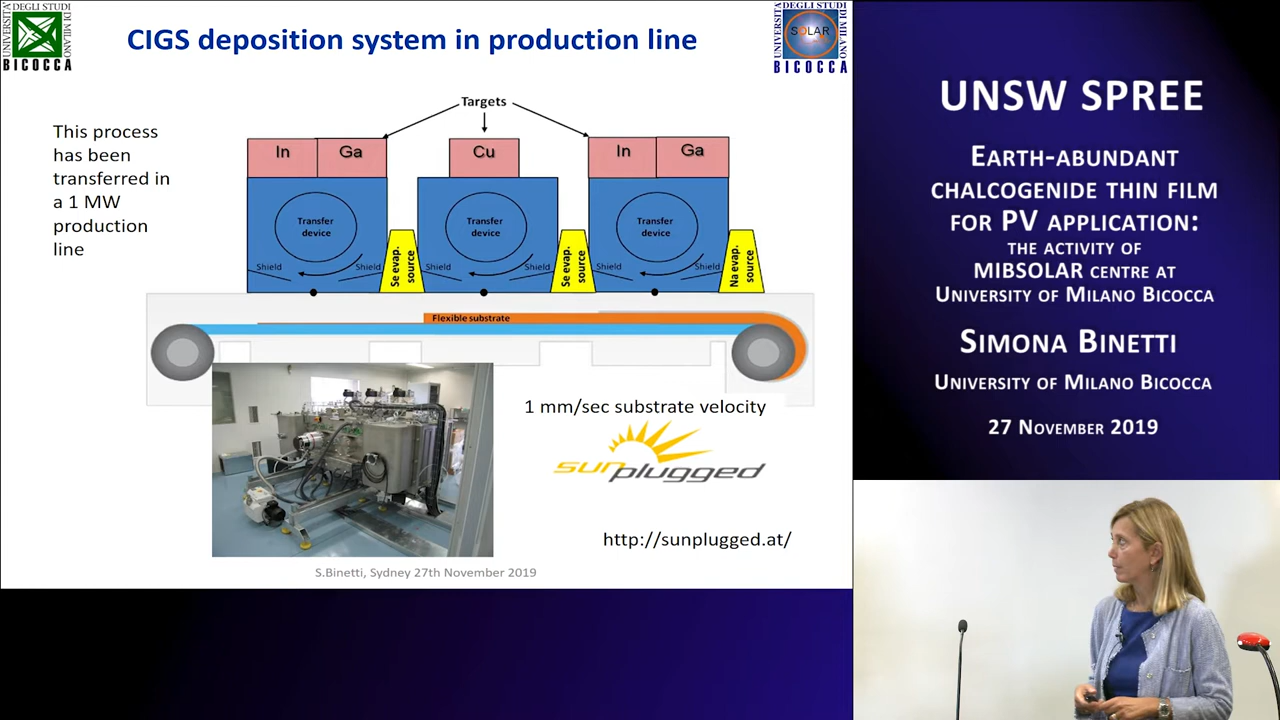 CIGS deposition system in production line
UNIVERSITÀ
DEGLI STUDI
DI MILANO
BICOCCA
UNIVERSITÀ
DEGLI STUDI
DI MILANO
SOLAR
BICOCCA
This process
has been
transferred in
a 1 MW
production
line
Targets
In
Ga
Cu
In
Ga
Transfer
device
Transfer
device
Transfer
device
Shield
Shield
Shield
Shield
Shield
Shield
Se evap.
source
Se evap.
source
Na evap.
source
Flexible substrate
1 mm/sec substrate velocity
sunplugged
http://sunplugged.at/
S.Binetti, Sydney 27th November 2019
UNSW SPREE
EARTH-ABUNDANT
CHALCOGENIDE THIN FILM
FOR PV APPLICATION:
THE ACTIVITY OF
MIBSOLAR CENTRE AT
UNIVERSITY OF MILANO BICOCCA
SIMONA BINETTI
UNIVERSITY OF MILANO BICOCCA
27 NOVEMBER 2019